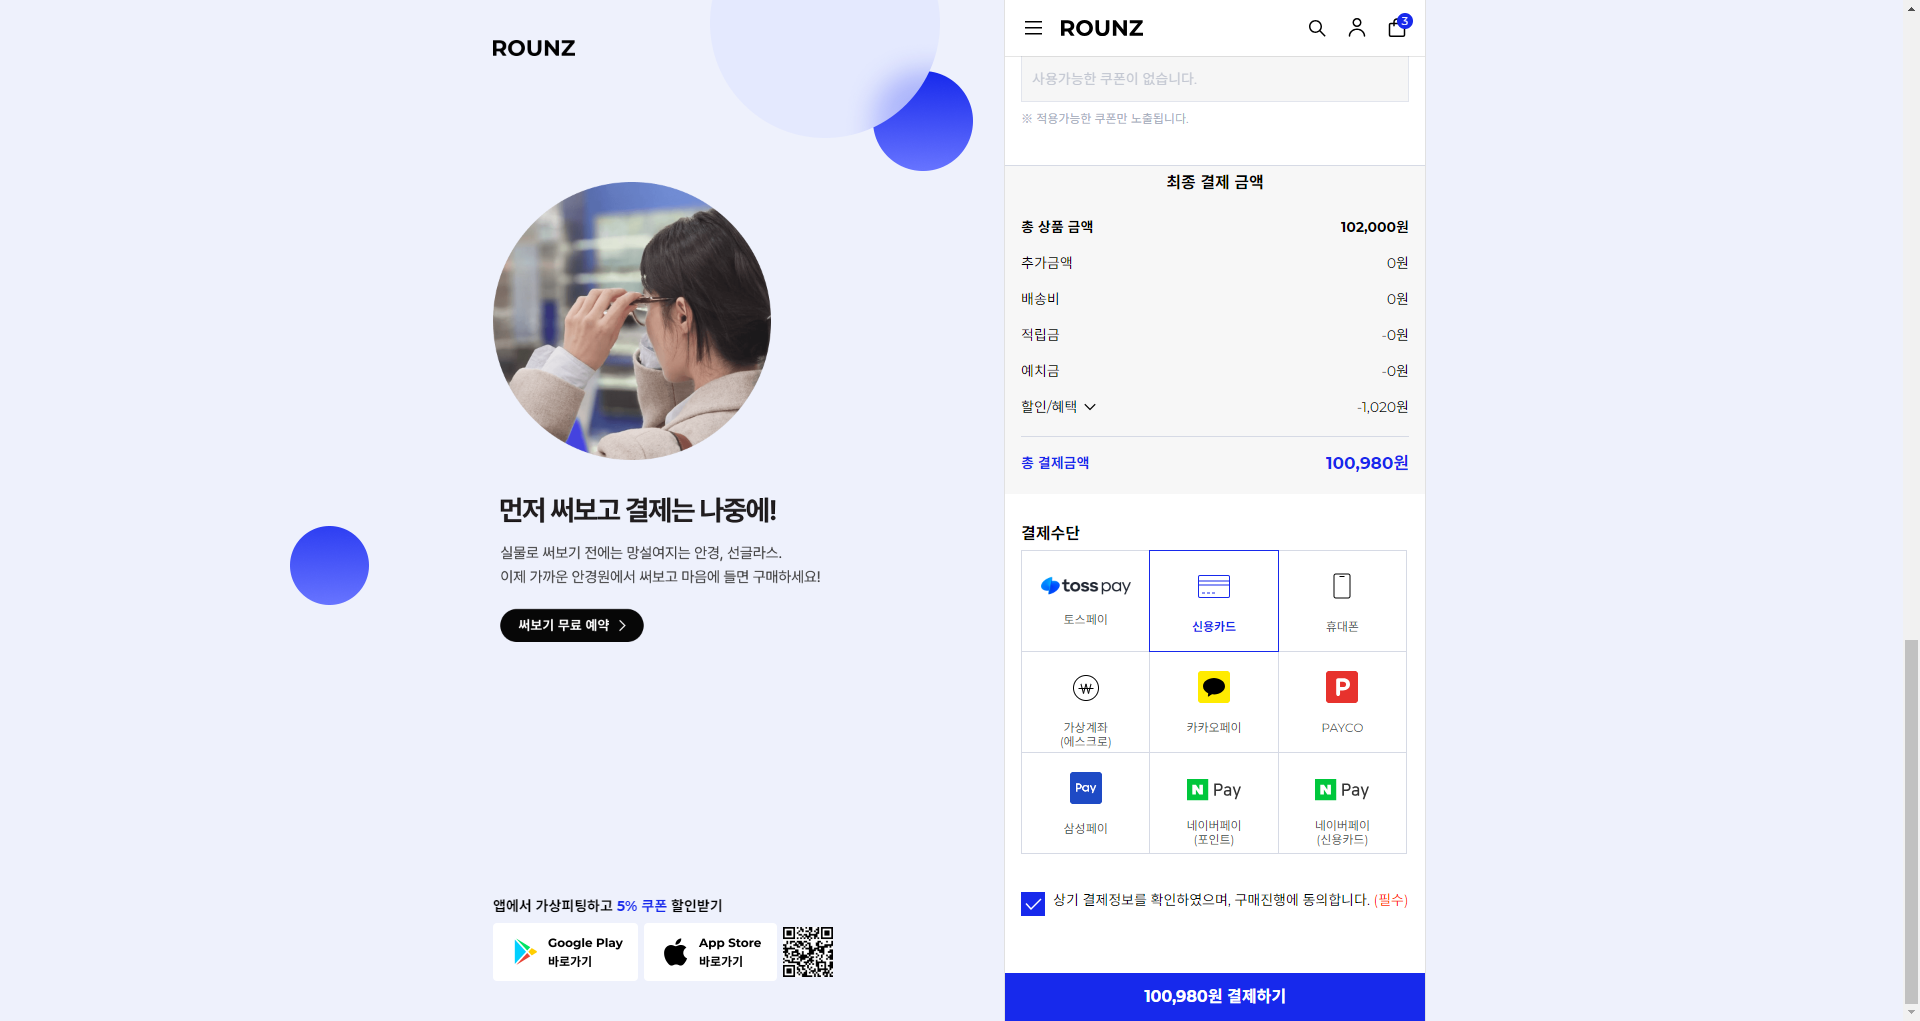 ROUNZ
먼저 써보고 결제는 나중에!
실물로 써보기 전에는 망설여지는 안경, 선글라스.
이제 가까운 안경원에서 써보고 마음에 들면 구매하세요!
써보기 무료 예약
앱에서 가상피팅하고 5% 쿠폰 할인받기
Google Play
바로가기
App Store
바로가기
ROUNZ
3
사용가능한 쿠폰이 없습니다.
※ 적용가능한 쿠폰만 노출됩니다.
최종 결제 금액
총 상품 금액 102,000원
추가금액 0원
배송비 0원
적립금 -0원
예치금 -0원
할인/혜택 -1,020원
총 결제금액 100,980원
결제수단
toss pay
토스페이
신용카드
휴대폰
가상계좌
(에스크로)
카카오페이
P
PAYCO
Pay
삼성페이
N Pay
네이버페이
(포인트)
N Pay
네이버페이
(신용카드)
상기 결제정보를 확인하였으며, 구매진행에 동의합니다. (필수)
100,980원 결제하기